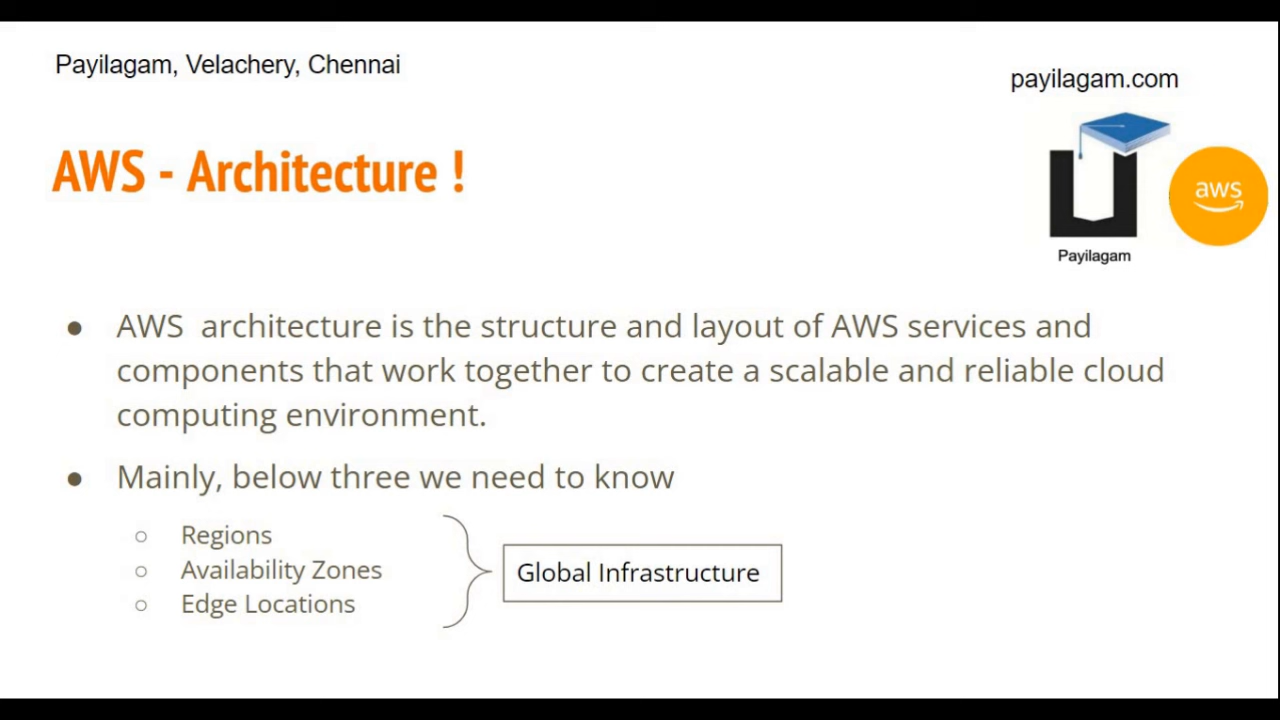 Payilagam, Velachery, Chennai
payilagam.com
AWS - Architecture !
aws
Payilagam
● AWS  architecture is the structure and layout of AWS services and
components that work together to create a scalable and reliable cloud
computing environment.
● Mainly, below three we need to know
○ Regions
○ Availability Zones
○ Edge Locations
Global Infrastructure